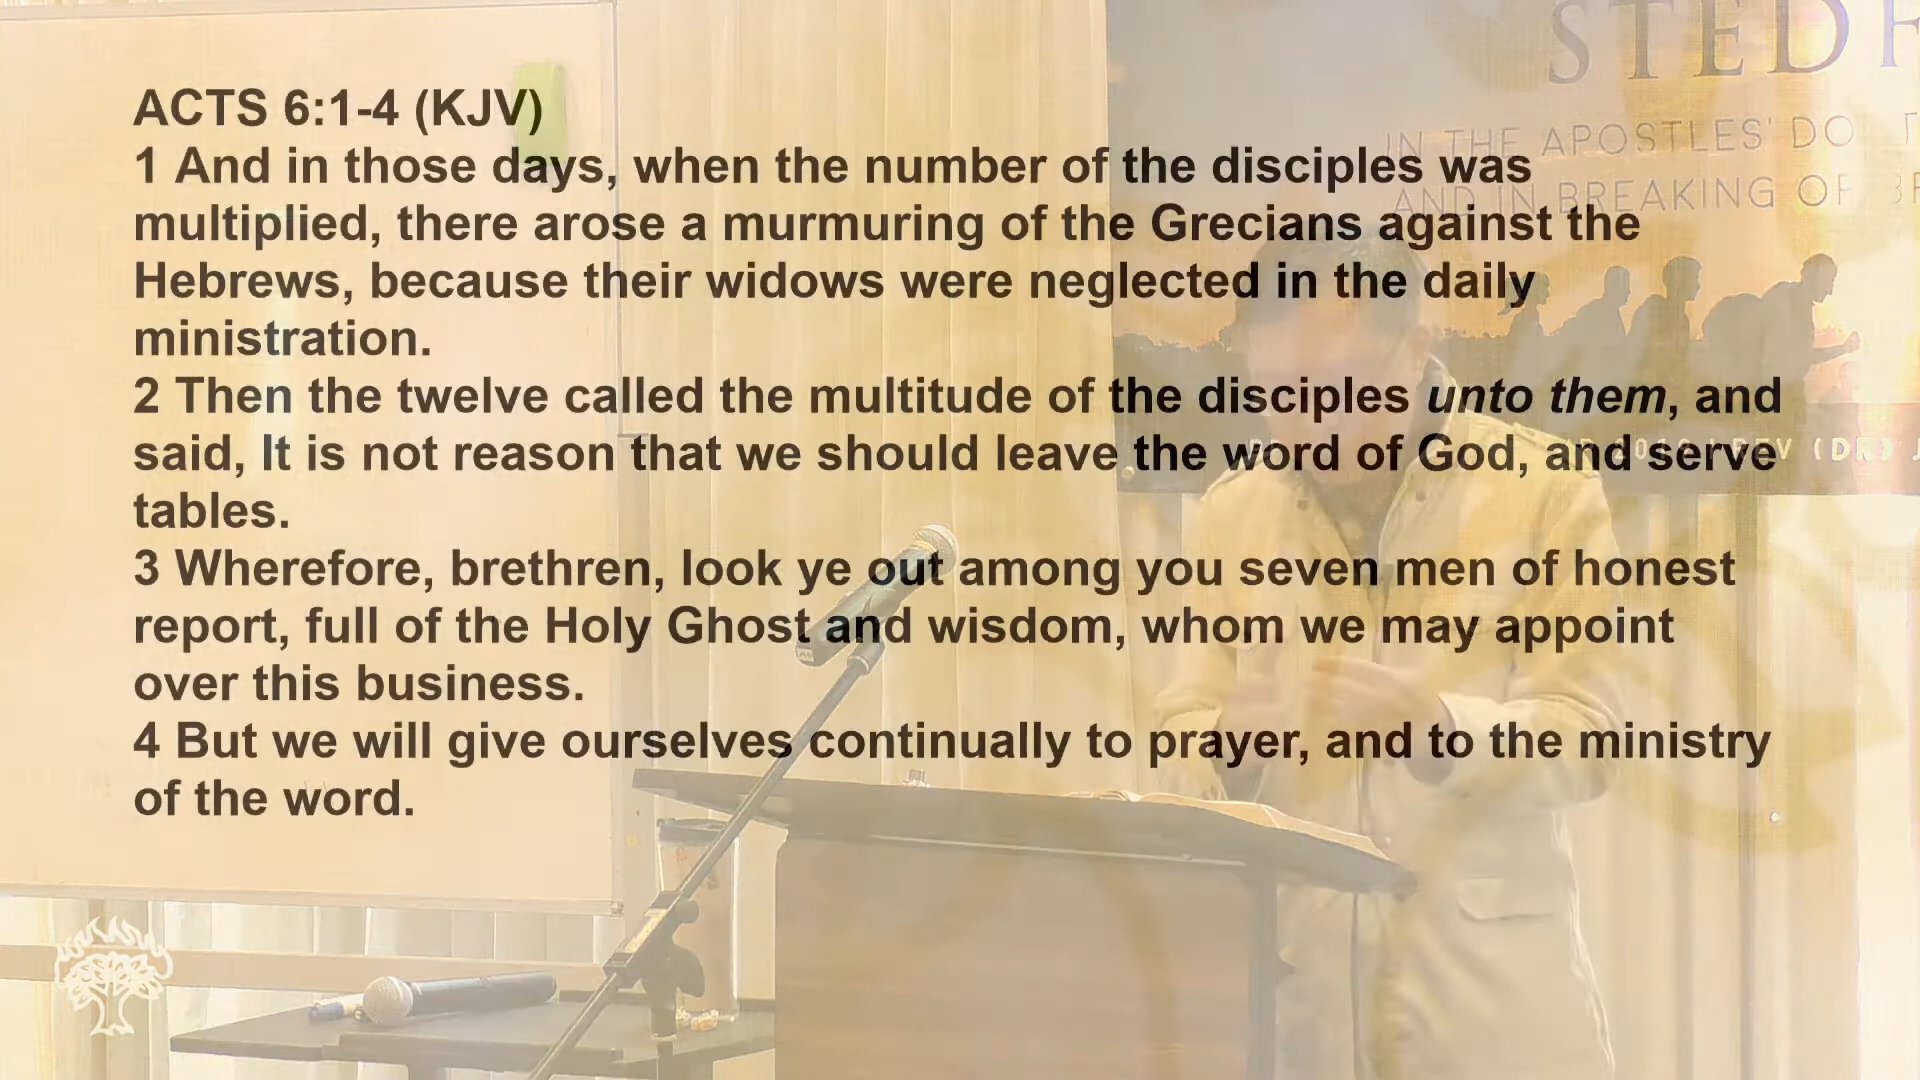 STEDF
IN THE APOSTLES' DO
AND IN BREAKING OF
ACTS 6:1-4 (KJV)
1 And in those days, when the number of the disciples was
multiplied, there arose a murmuring of the Grecians against the
Hebrews, because their widows were neglected in the daily
ministration.
2 Then the twelve called the multitude of the disciples unto them, and
said, It is not reason that we should leave the word of God, and serve
tables.
3 Wherefore, brethren, look ye out among you seven men of honest
report, full of the Holy Ghost and wisdom, whom we may appoint
over this business.
4 But we will give ourselves continually to prayer, and to the ministry
of the word.